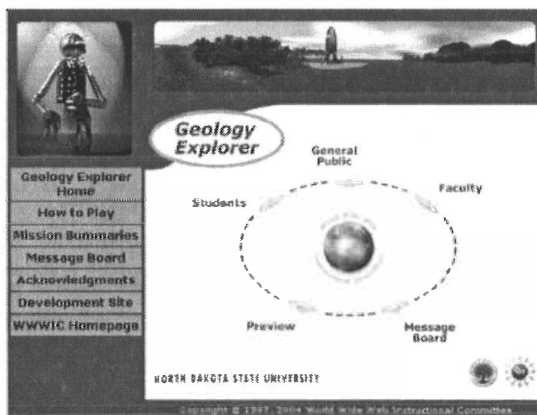 Geology
Explorer
General
Public
Students
Faculty
Preview
Message
Board
Geology Explorer
Home
How to Play
Mission Summaries
Message Board
Acknowledgments
Development Site
WWWIC Homepage
NORTH DAKOTA STATE UNIVERSITY
Copyright © 1997, 2004 World Wide Web Instructional Committee